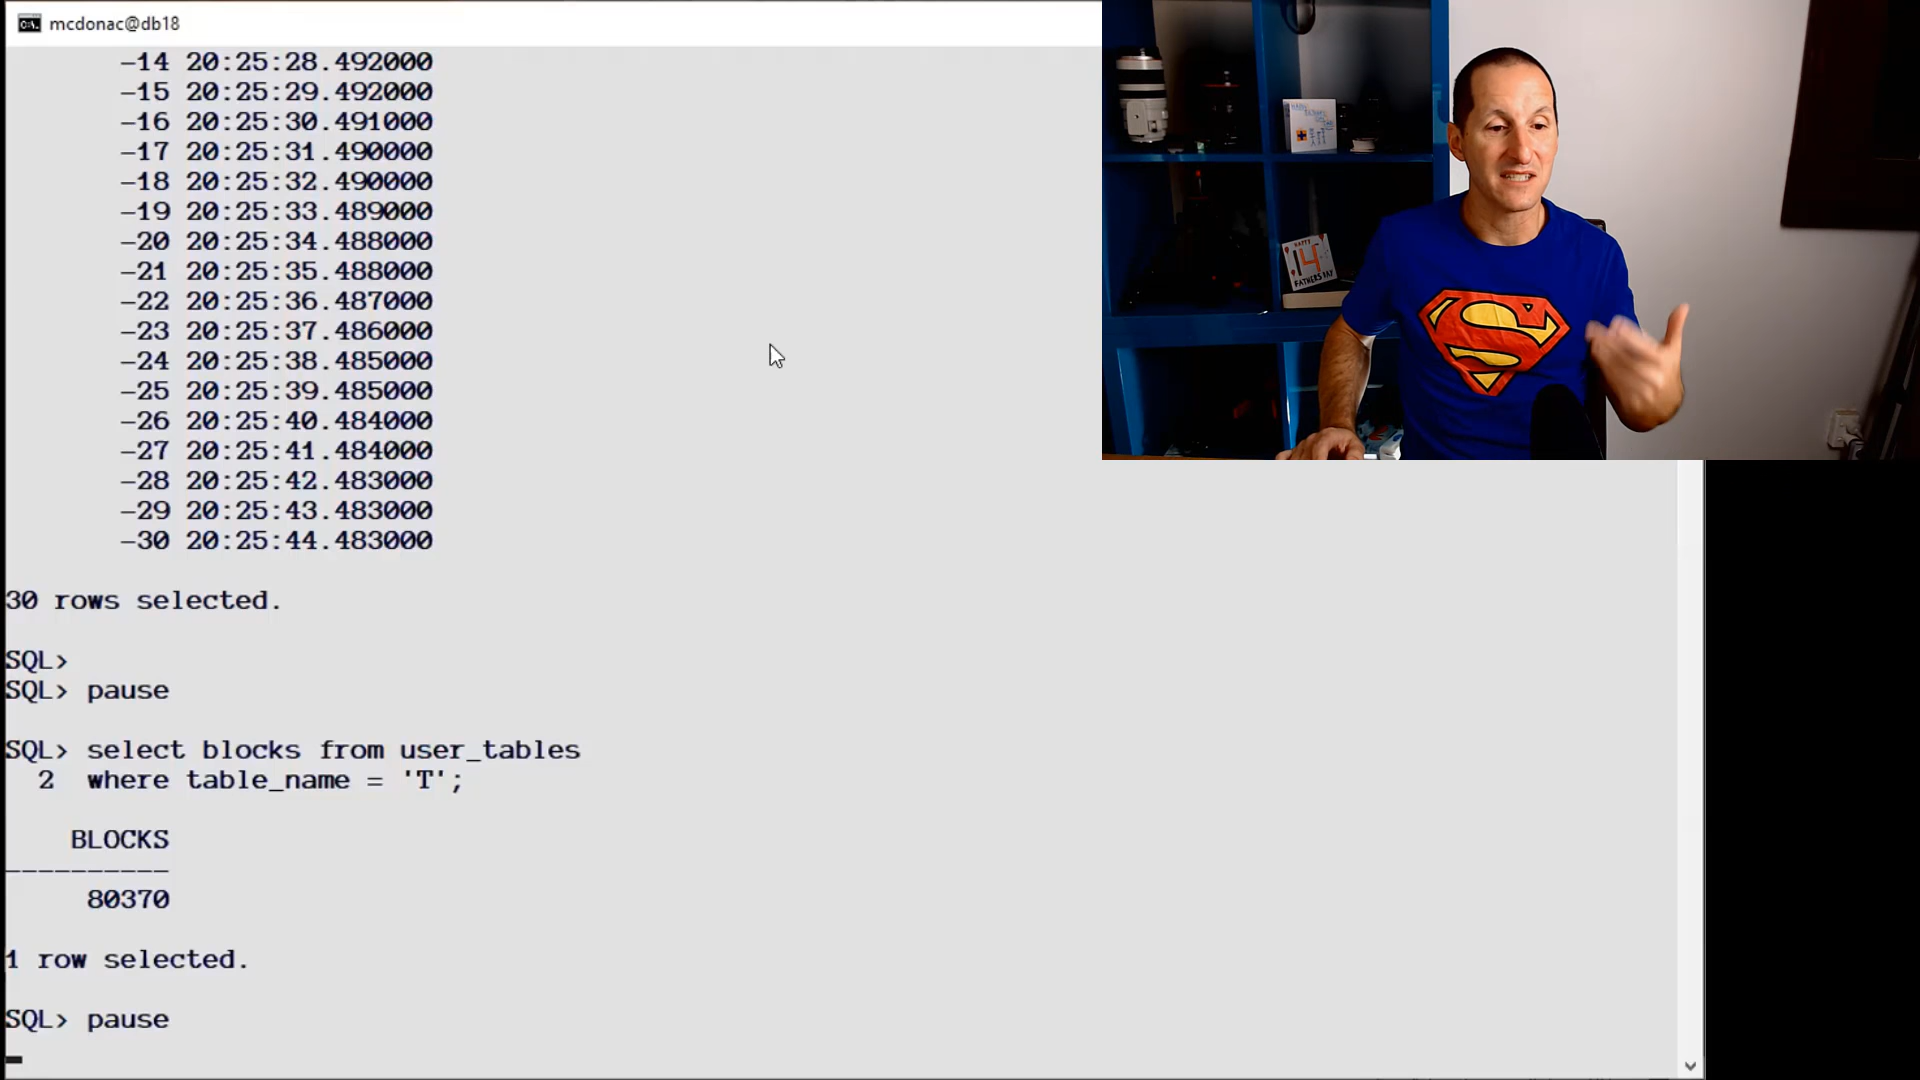 mcdonac@db18
-14 20:25:28.492000
-15 20:25:29.492000
-16 20:25:30.491000
-17 20:25:31.490000
-18 20:25:32.490000
-19 20:25:33.489000
-20 20:25:34.488000
-21 20:25:35.488000
-22 20:25:36.487000
-23 20:25:37.486000
-24 20:25:38.485000
-25 20:25:39.485000
-26 20:25:40.484000
-27 20:25:41.484000
-28 20:25:42.483000
-29 20:25:43.483000
-30 20:25:44.483000
30 rows selected.
SQL>
SQL> pause
SQL> select blocks from user_tables
2 where table_name = 'T';
BLOCKS
----------
80370
1 row selected.
SQL> pause
HAPPY
14
FATHERS DAY
S